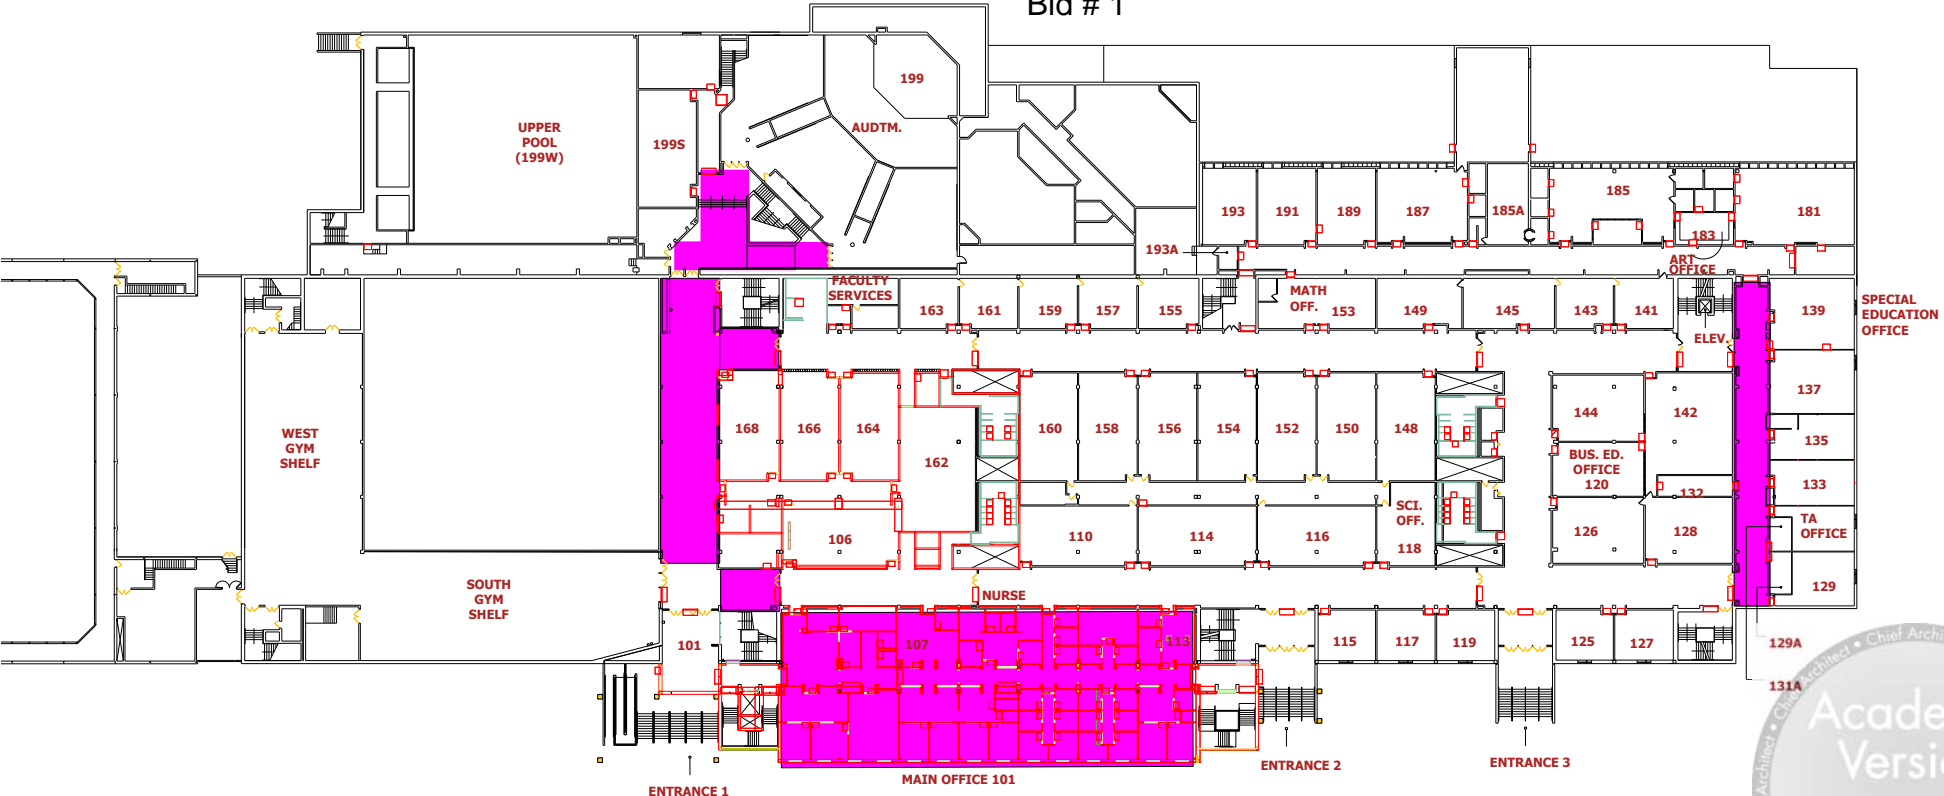 Bld # 1
199
UPPER
POOL
(199W)
199S
AUDTM.
193
191
189
187
185A
185
183
181
193A
ART
OFFICE
FACULTY
SERVICES
163
161
159
157
155
MATH
OFF.
153
149
145
143
141
ELEV.
139
SPECIAL
EDUCATION
OFFICE
137
135
133
TA
OFFICE
129
WEST
GYM
SHELF
168
166
164
162
160
158
156
154
152
150
148
144
142
BUS. ED.
OFFICE
120
132
126
128
106
110
114
116
SCI.
OFF.
118
SOUTH
GYM
SHELF
NURSE
101
107
113
115
117
119
125
127
129A
131A
ENTRANCE 1
MAIN OFFICE 101
ENTRANCE 2
ENTRANCE 3
Architect • Chief Archi
Acade
Versi